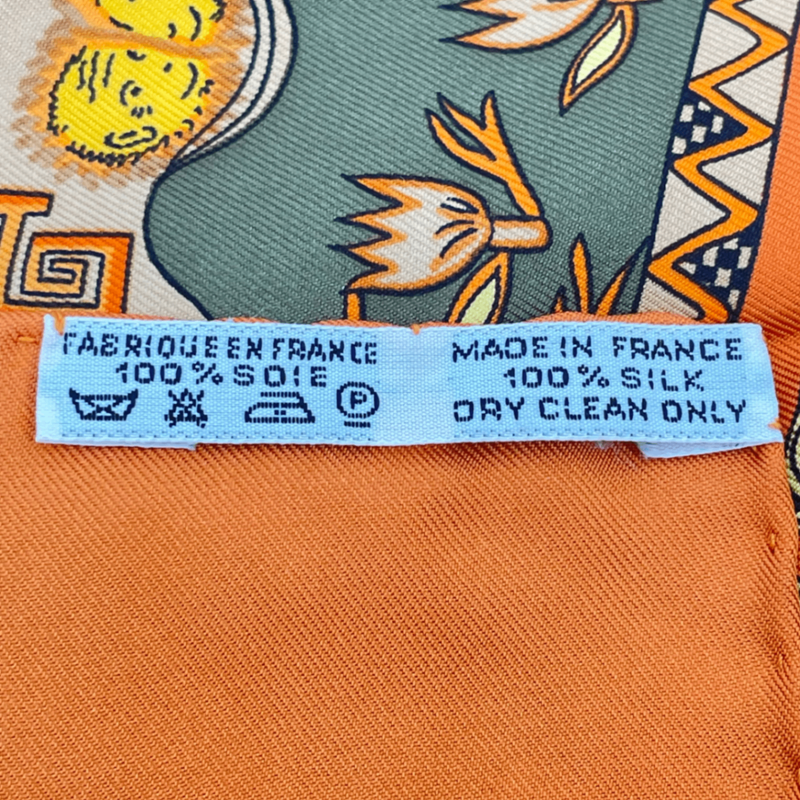 FABRIQUE EN FRANCE
100% SOIE
P
MADE IN FRANCE
100% SILK
DRY CLEAN ONLY